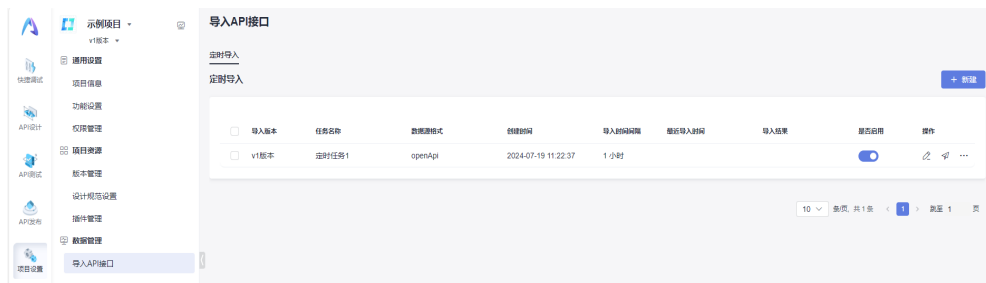 快捷调试
API设计
API测试
API发布
项目设置
示例项目
v1版本
通用设置
项目信息
功能设置
权限管理
项目资源
版本管理
设计规范设置
插件管理
数据管理
导入API接口
导入API接口
定时导入
定时导入
+ 新建
导入版本 任务名称 数据源格式 创建时间 导入时间间隔 最近导入时间 导入结果 是否启用 操作
v1版本 定时任务1 openApi 2024-07-19 11:22:37 1 小时
10 条/页, 共 1 条 1 跳至 1 页